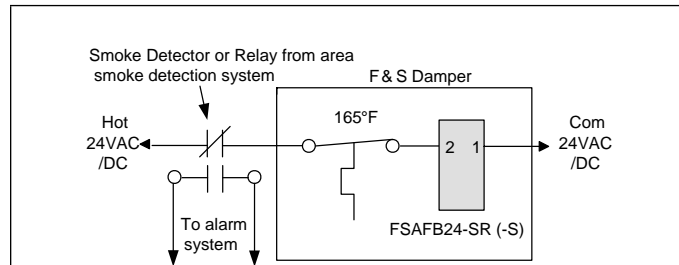 Smoke Detector or Relay from area
smoke detection system
F & S Damper
Hot
24VAC
/DC
165°F
2 1
Com
24VAC
/DC
FSAFB24-SR (-S)
To alarm
system